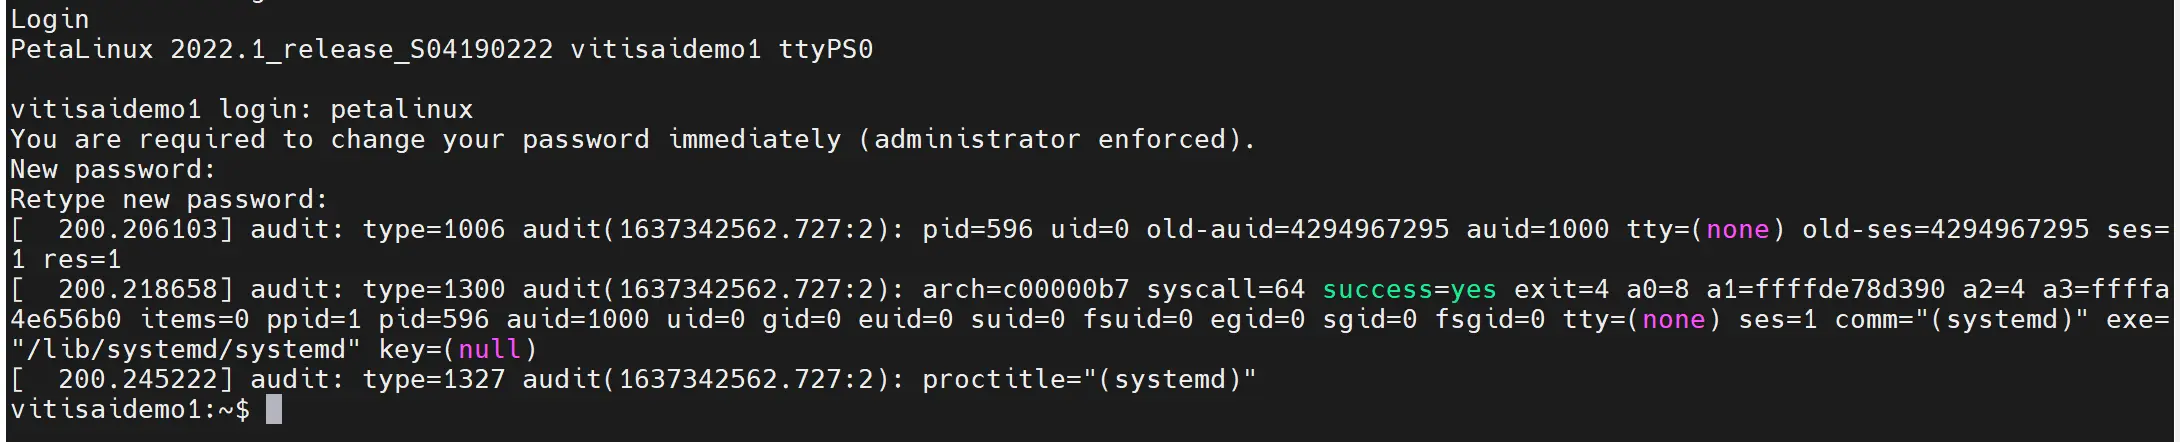 Login
PetaLinux 2022.1_release_S04190222 vitisaidemo1 ttyPS0
vitisaidemo1 login: petalinux
You are required to change your password immediately (administrator enforced).
New password:
Retype new password:
[  200.206103] audit: type=1006 audit(1637342562.727:2): pid=596 uid=0 old-auid=4294967295 auid=1000 tty=(none) old-ses=4294967295 ses=
1 res=1
[  200.218658] audit: type=1300 audit(1637342562.727:2): arch=c00000b7 syscall=64 success=yes exit=4 a0=8 a1=ffffde78d390 a2=4 a3=ffffa
4e656b0 items=0 ppid=1 pid=596 auid=1000 uid=0 gid=0 euid=0 suid=0 fsuid=0 egid=0 sgid=0 fsgid=0 tty=(none) ses=1 comm="(systemd)" exe=
"/lib/systemd/systemd" key=(null)
[  200.245222] audit: type=1327 audit(1637342562.727:2): proctitle="(systemd)"
vitisaidemo1:~$